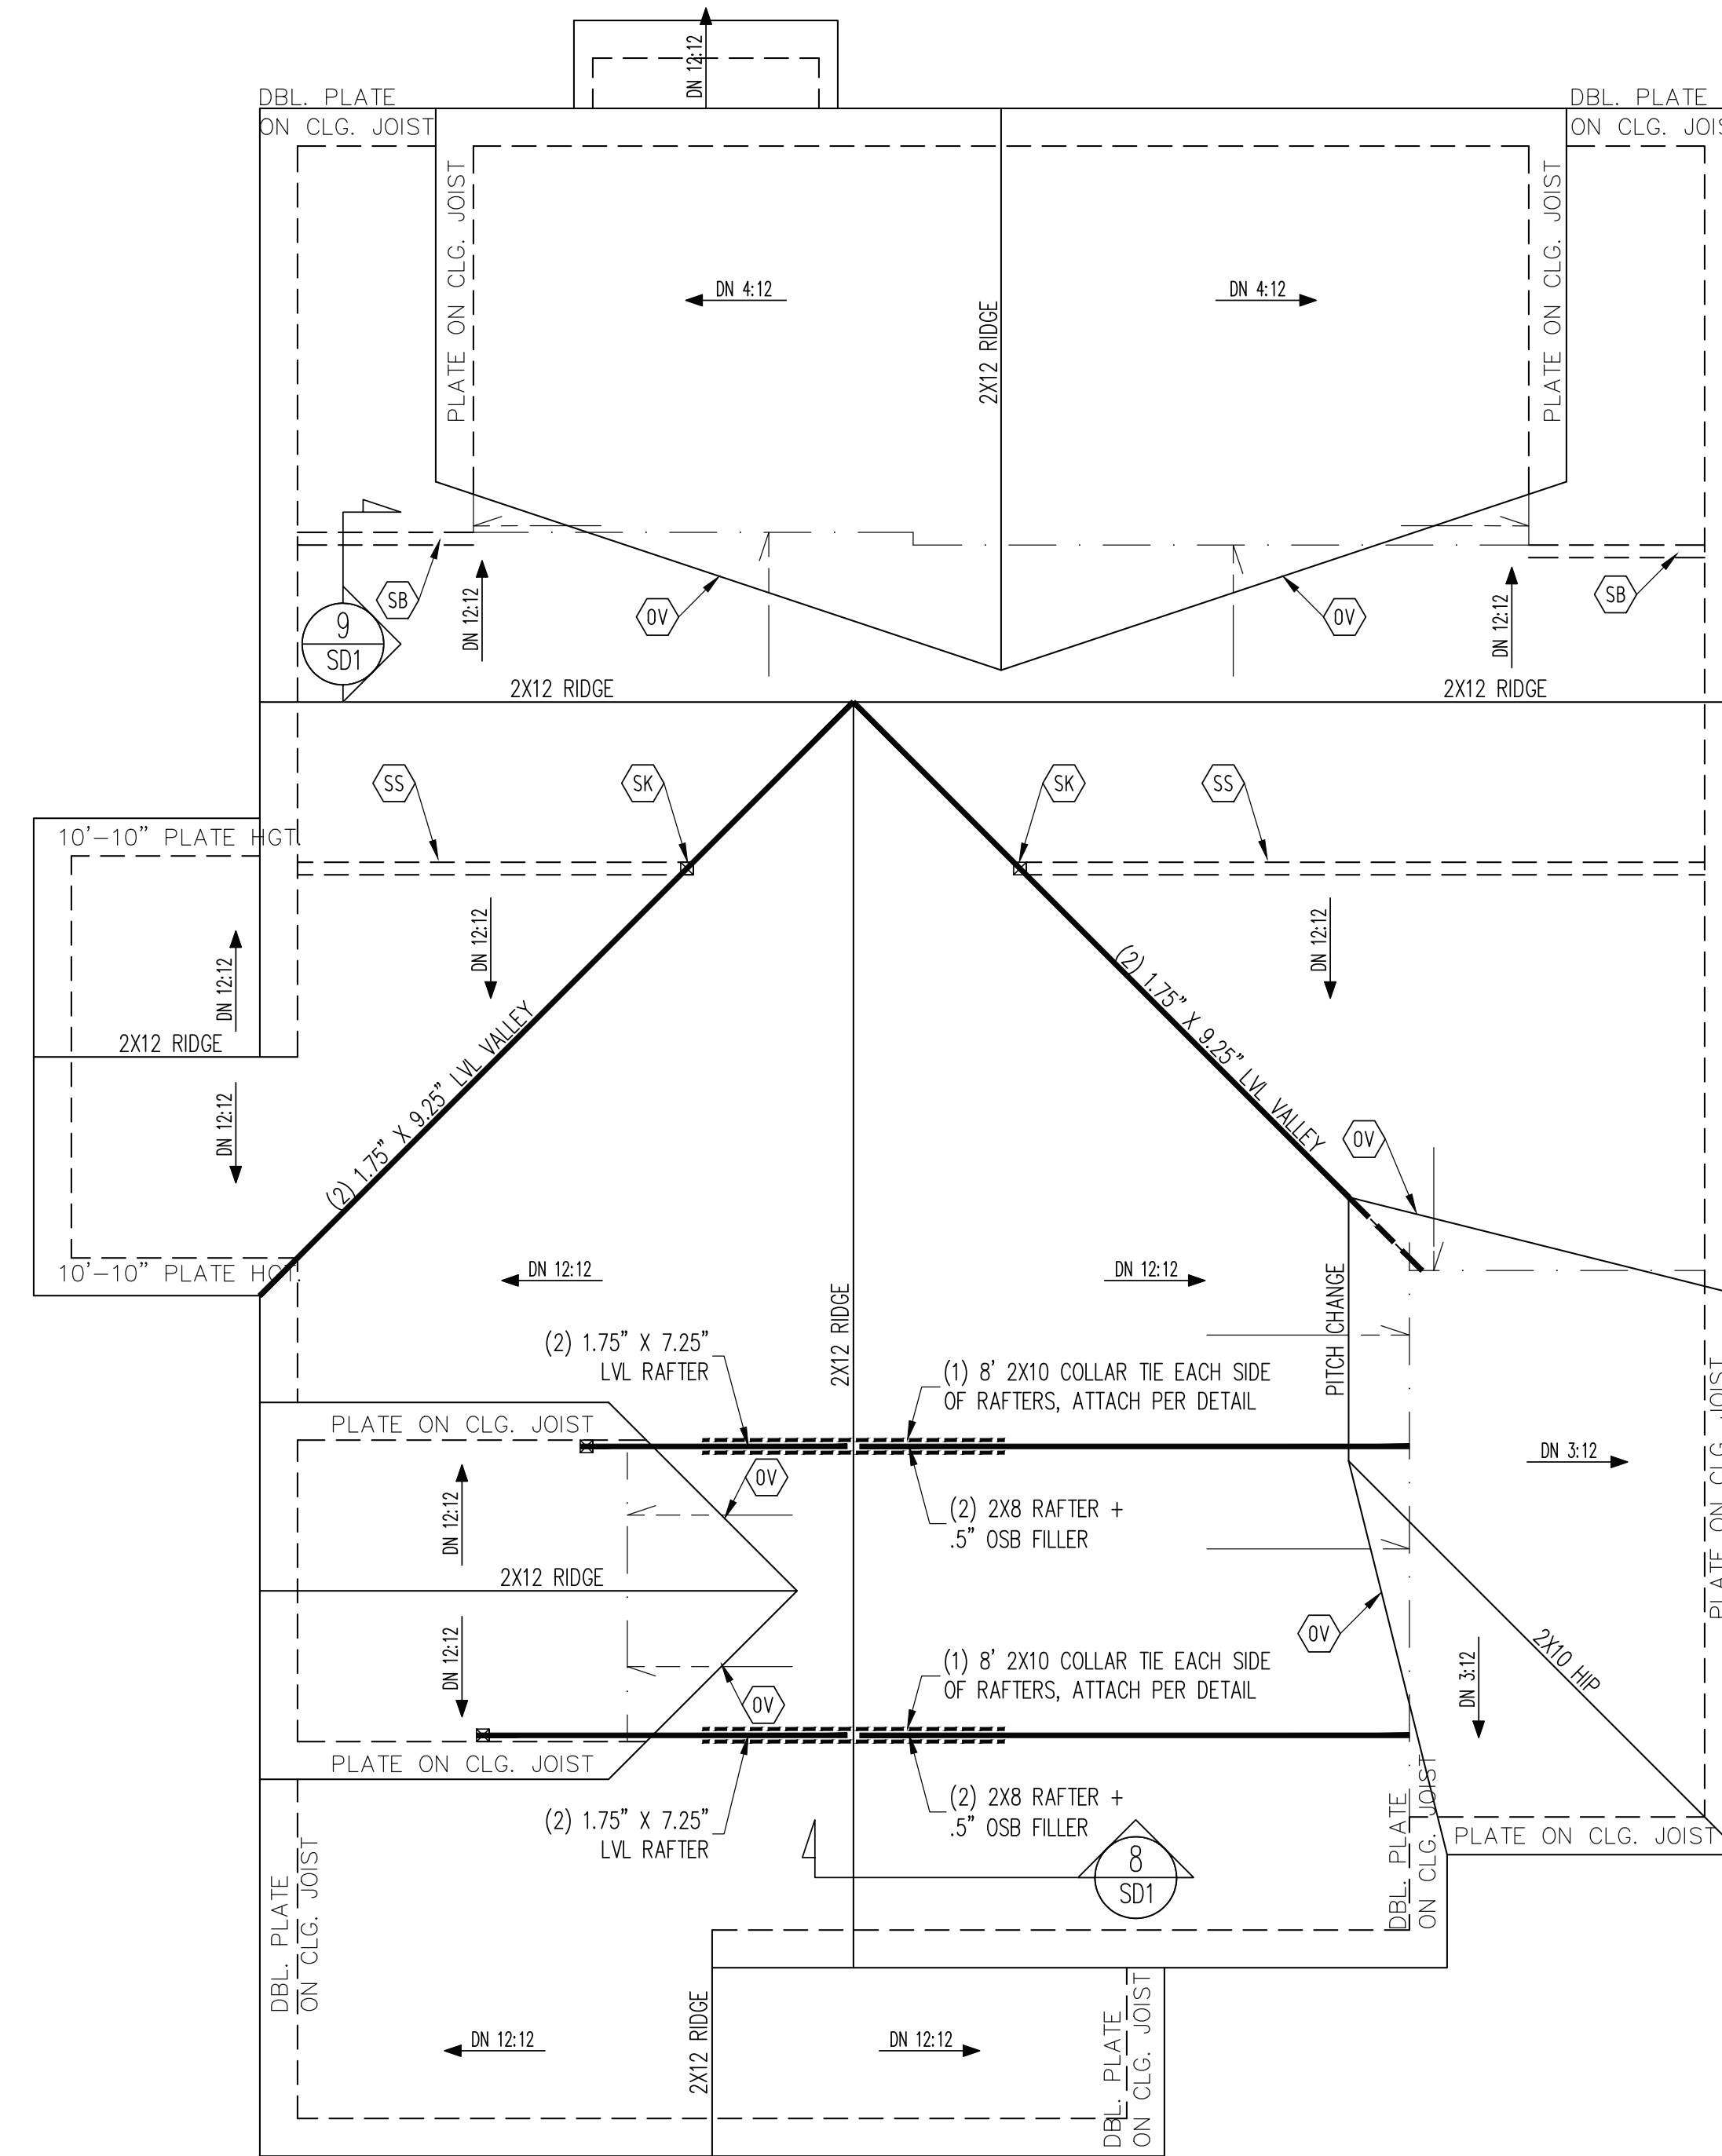 DN 12:12
DBL. PLATE
ON CLG. JOIST
DBL. PLATE
ON CLG. JOIS
PLATE ON CLG. JOIST
PLATE ON CLG. JOIST
DN 4:12
DN 4:12
2X12 RIDGE
SB
OV
OV
SB
9
SD1
DN 12:12
DN 12:12
2X12 RIDGE
2X12 RIDGE
SS
SK
SK
SS
10'-10" PLATE HGT.
DN 12:12
DN 12:12
DN 12:12
2X12 RIDGE
DN 12:12
(2) 1.75" X 9.25" LVL VALLEY
(2) 1.75" X 9.25" LVL VALLEY
OV
10'-10" PLATE HGT.
DN 12:12
DN 12:12
2X12 RIDGE
PITCH CHANGE
(2) 1.75" X 7.25"
LVL RAFTER
(1) 8' 2X10 COLLAR TIE EACH SIDE
OF RAFTERS, ATTACH PER DETAIL
PLATE ON CLG. JOIST
DN 3:12
PLATE ON CLG. JOIST
OV
DN 12:12
(2) 2X8 RAFTER +
.5" OSB FILLER
2X12 RIDGE
OV
DN 12:12
(1) 8' 2X10 COLLAR TIE EACH SIDE
OF RAFTERS, ATTACH PER DETAIL
2X10 HIP
DN 3:12
OV
PLATE ON CLG. JOIST
(2) 1.75" X 7.25"
LVL RAFTER
(2) 2X8 RAFTER +
.5" OSB FILLER
PLATE ON CLG. JOIST
DBL. PLATE
ON CLG. JOIST
8
SD1
DBL. PLATE
ON CLG. JOIST
DN 12:12
2X12 RIDGE
DN 12:12
DBL. PLATE
ON CLG. JOIST